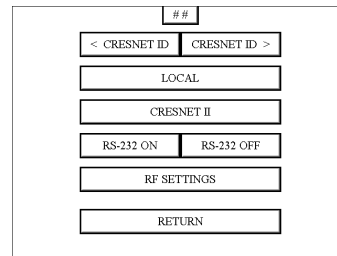 ##
< CRESNET ID CRESNET ID >
LOCAL
CRESNET II
RS-232 ON RS-232 OFF
RF SETTINGS
RETURN